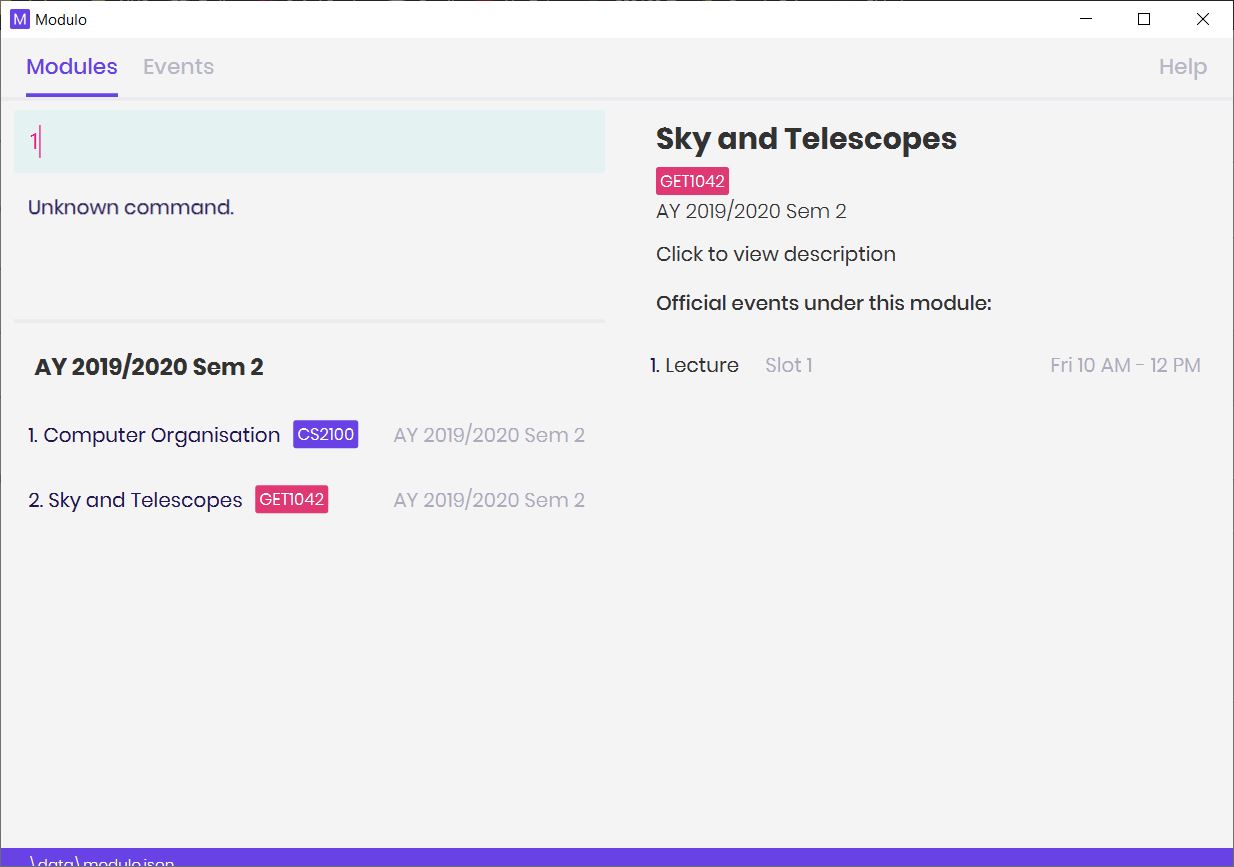 M Modulo
Modules Events Help
1
Unknown command.
AY 2019/2020 Sem 2
1. Computer Organisation CS2100 AY 2019/2020 Sem 2
2. Sky and Telescopes GET1042 AY 2019/2020 Sem 2
Sky and Telescopes
GET1042
AY 2019/2020 Sem 2
Click to view description
Official events under this module:
1. Lecture Slot 1 Fri 10 AM - 12 PM
\data\modulo.json